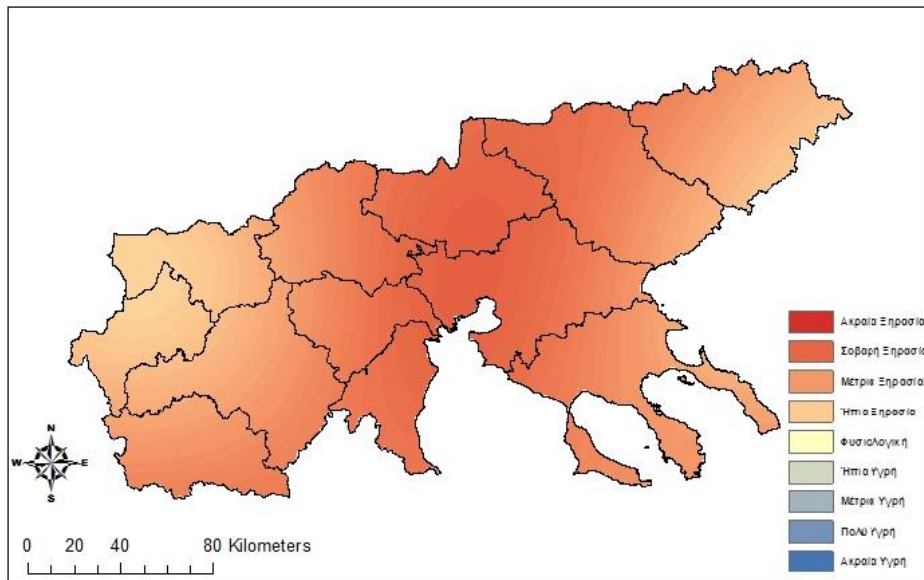 Ακραία Ξηρασία
Σοβαρή Ξηρασία
Μέτρια Ξηρασία
Ήπια Ξηρασία
Φυσιολογική
Ήπια Υγρή
Μέτρια Υγρή
Πολύ Υγρή
Ακραία Υγρή
N
W E
S
0 20 40 80 Kilometers